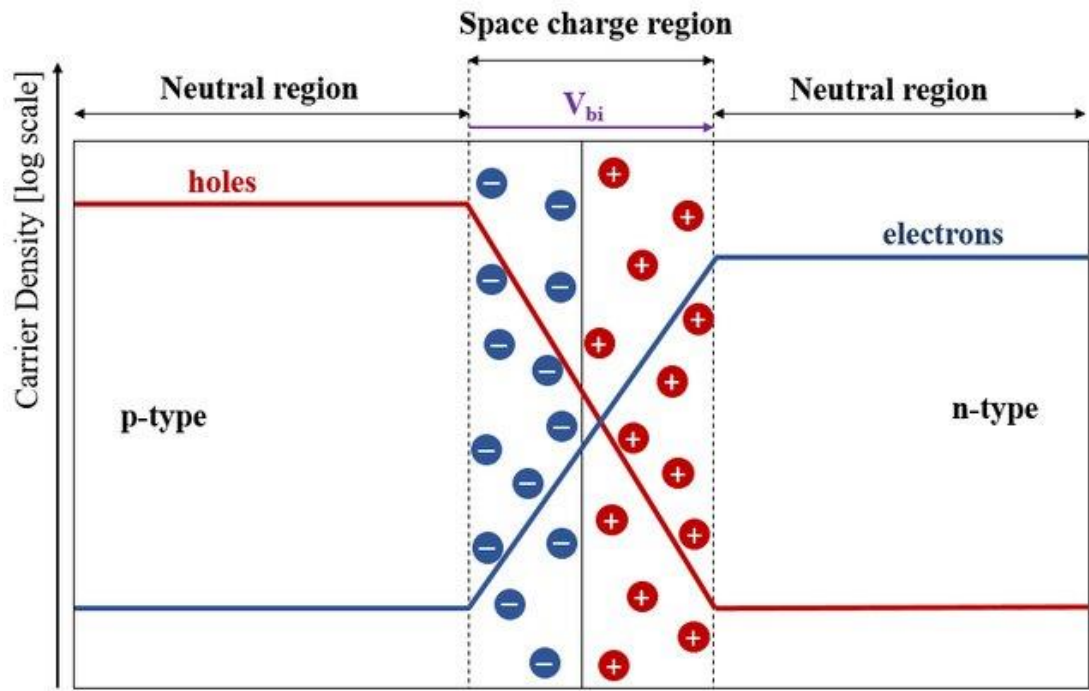 Space charge region
Neutral region
V_bi
Neutral region
Carrier Density [log scale]
holes
electrons
p-type
n-type